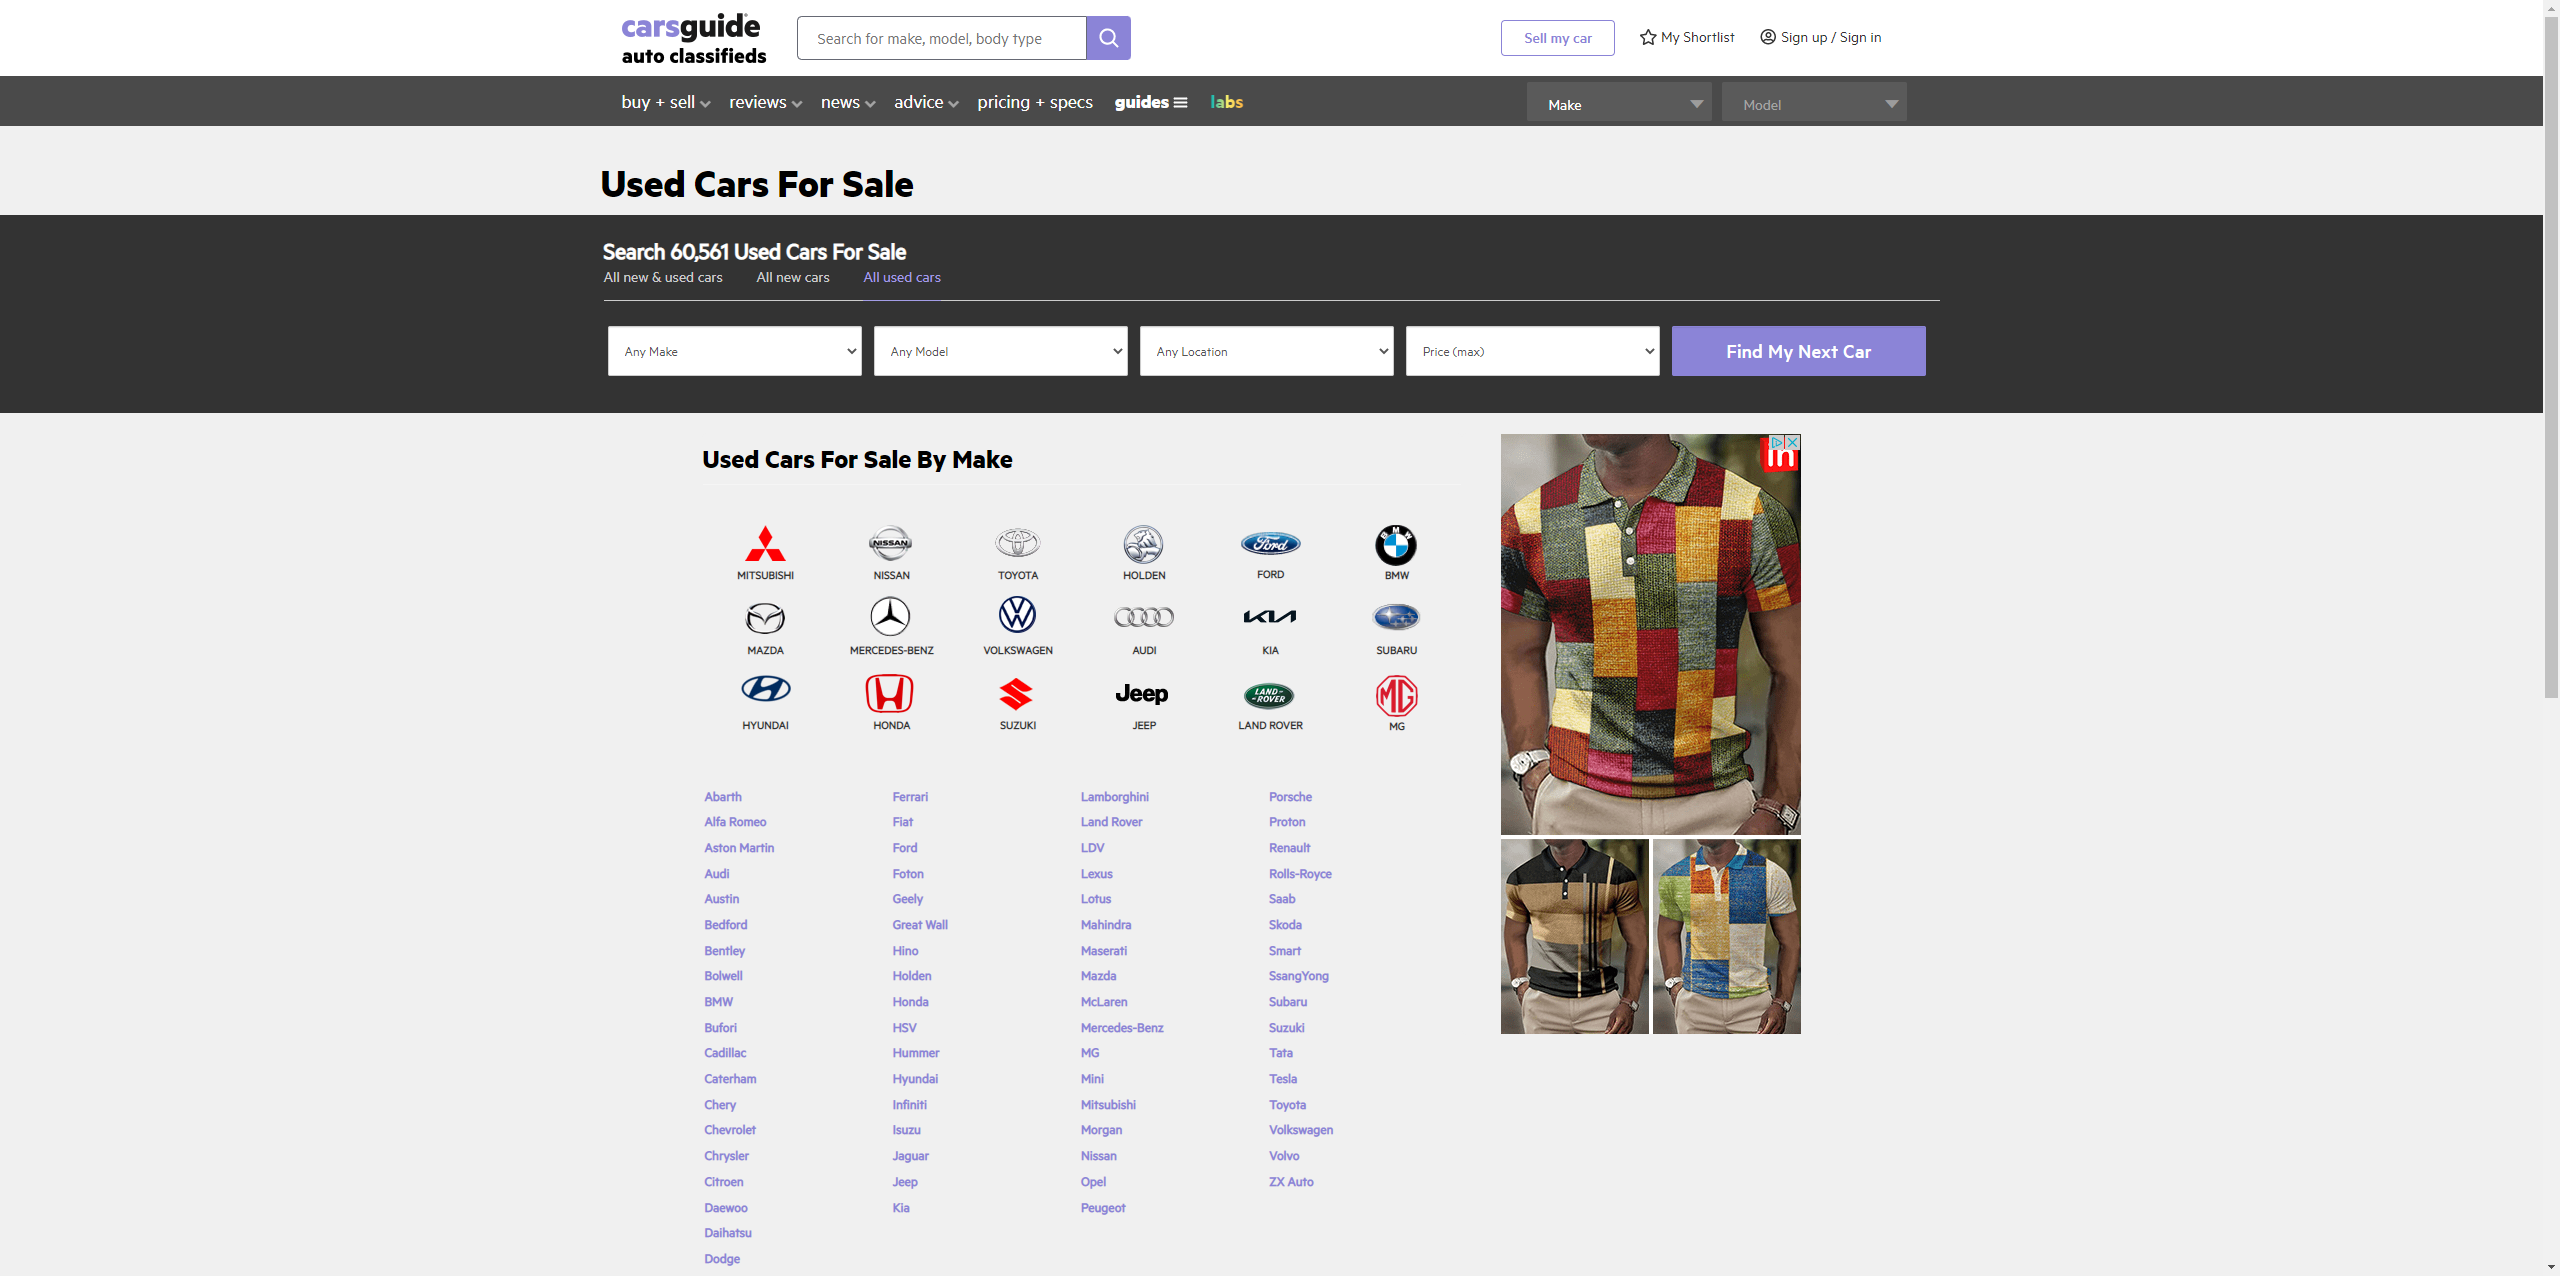 carsguide
auto classifieds
Search for make, model, body type
Sell my car
My Shortlist
Sign up / Sign in
buy + sell
reviews
news
advice
pricing + specs
guides
labs
Make
Model
Used Cars For Sale
Search 60,561 Used Cars For Sale
All new & used cars
All new cars
All used cars
Any Make
Any Model
Any Location
Price (max)
Find My Next Car
Used Cars For Sale By Make
in
NISSAN
Ford
BMW
MITSUBISHI
NISSAN
TOYOTA
HOLDEN
FORD
BMW
MAZDA
MERCEDES-BENZ
VOLKSWAGEN
AUDI
KIA
SUBARU
Jeep
LAND-
-ROVER
MG
HYUNDAI
HONDA
SUZUKI
JEEP
LAND ROVER
MG
Abarth
Alfa Romeo
Aston Martin
Audi
Austin
Bedford
Bentley
Bolwell
BMW
Bufori
Cadillac
Caterham
Chery
Chevrolet
Chrysler
Citroen
Daewoo
Daihatsu
Dodge
Ferrari
Fiat
Ford
Foton
Geely
Great Wall
Hino
Holden
Honda
HSV
Hummer
Hyundai
Infiniti
Isuzu
Jaguar
Jeep
Kia
Lamborghini
Land Rover
LDV
Lexus
Lotus
Mahindra
Maserati
Mazda
McLaren
Mercedes-Benz
MG
Mini
Mitsubishi
Morgan
Nissan
Opel
Peugeot
Porsche
Proton
Renault
Rolls-Royce
Saab
Skoda
Smart
SsangYong
Subaru
Suzuki
Tata
Tesla
Toyota
Volkswagen
Volvo
ZX Auto